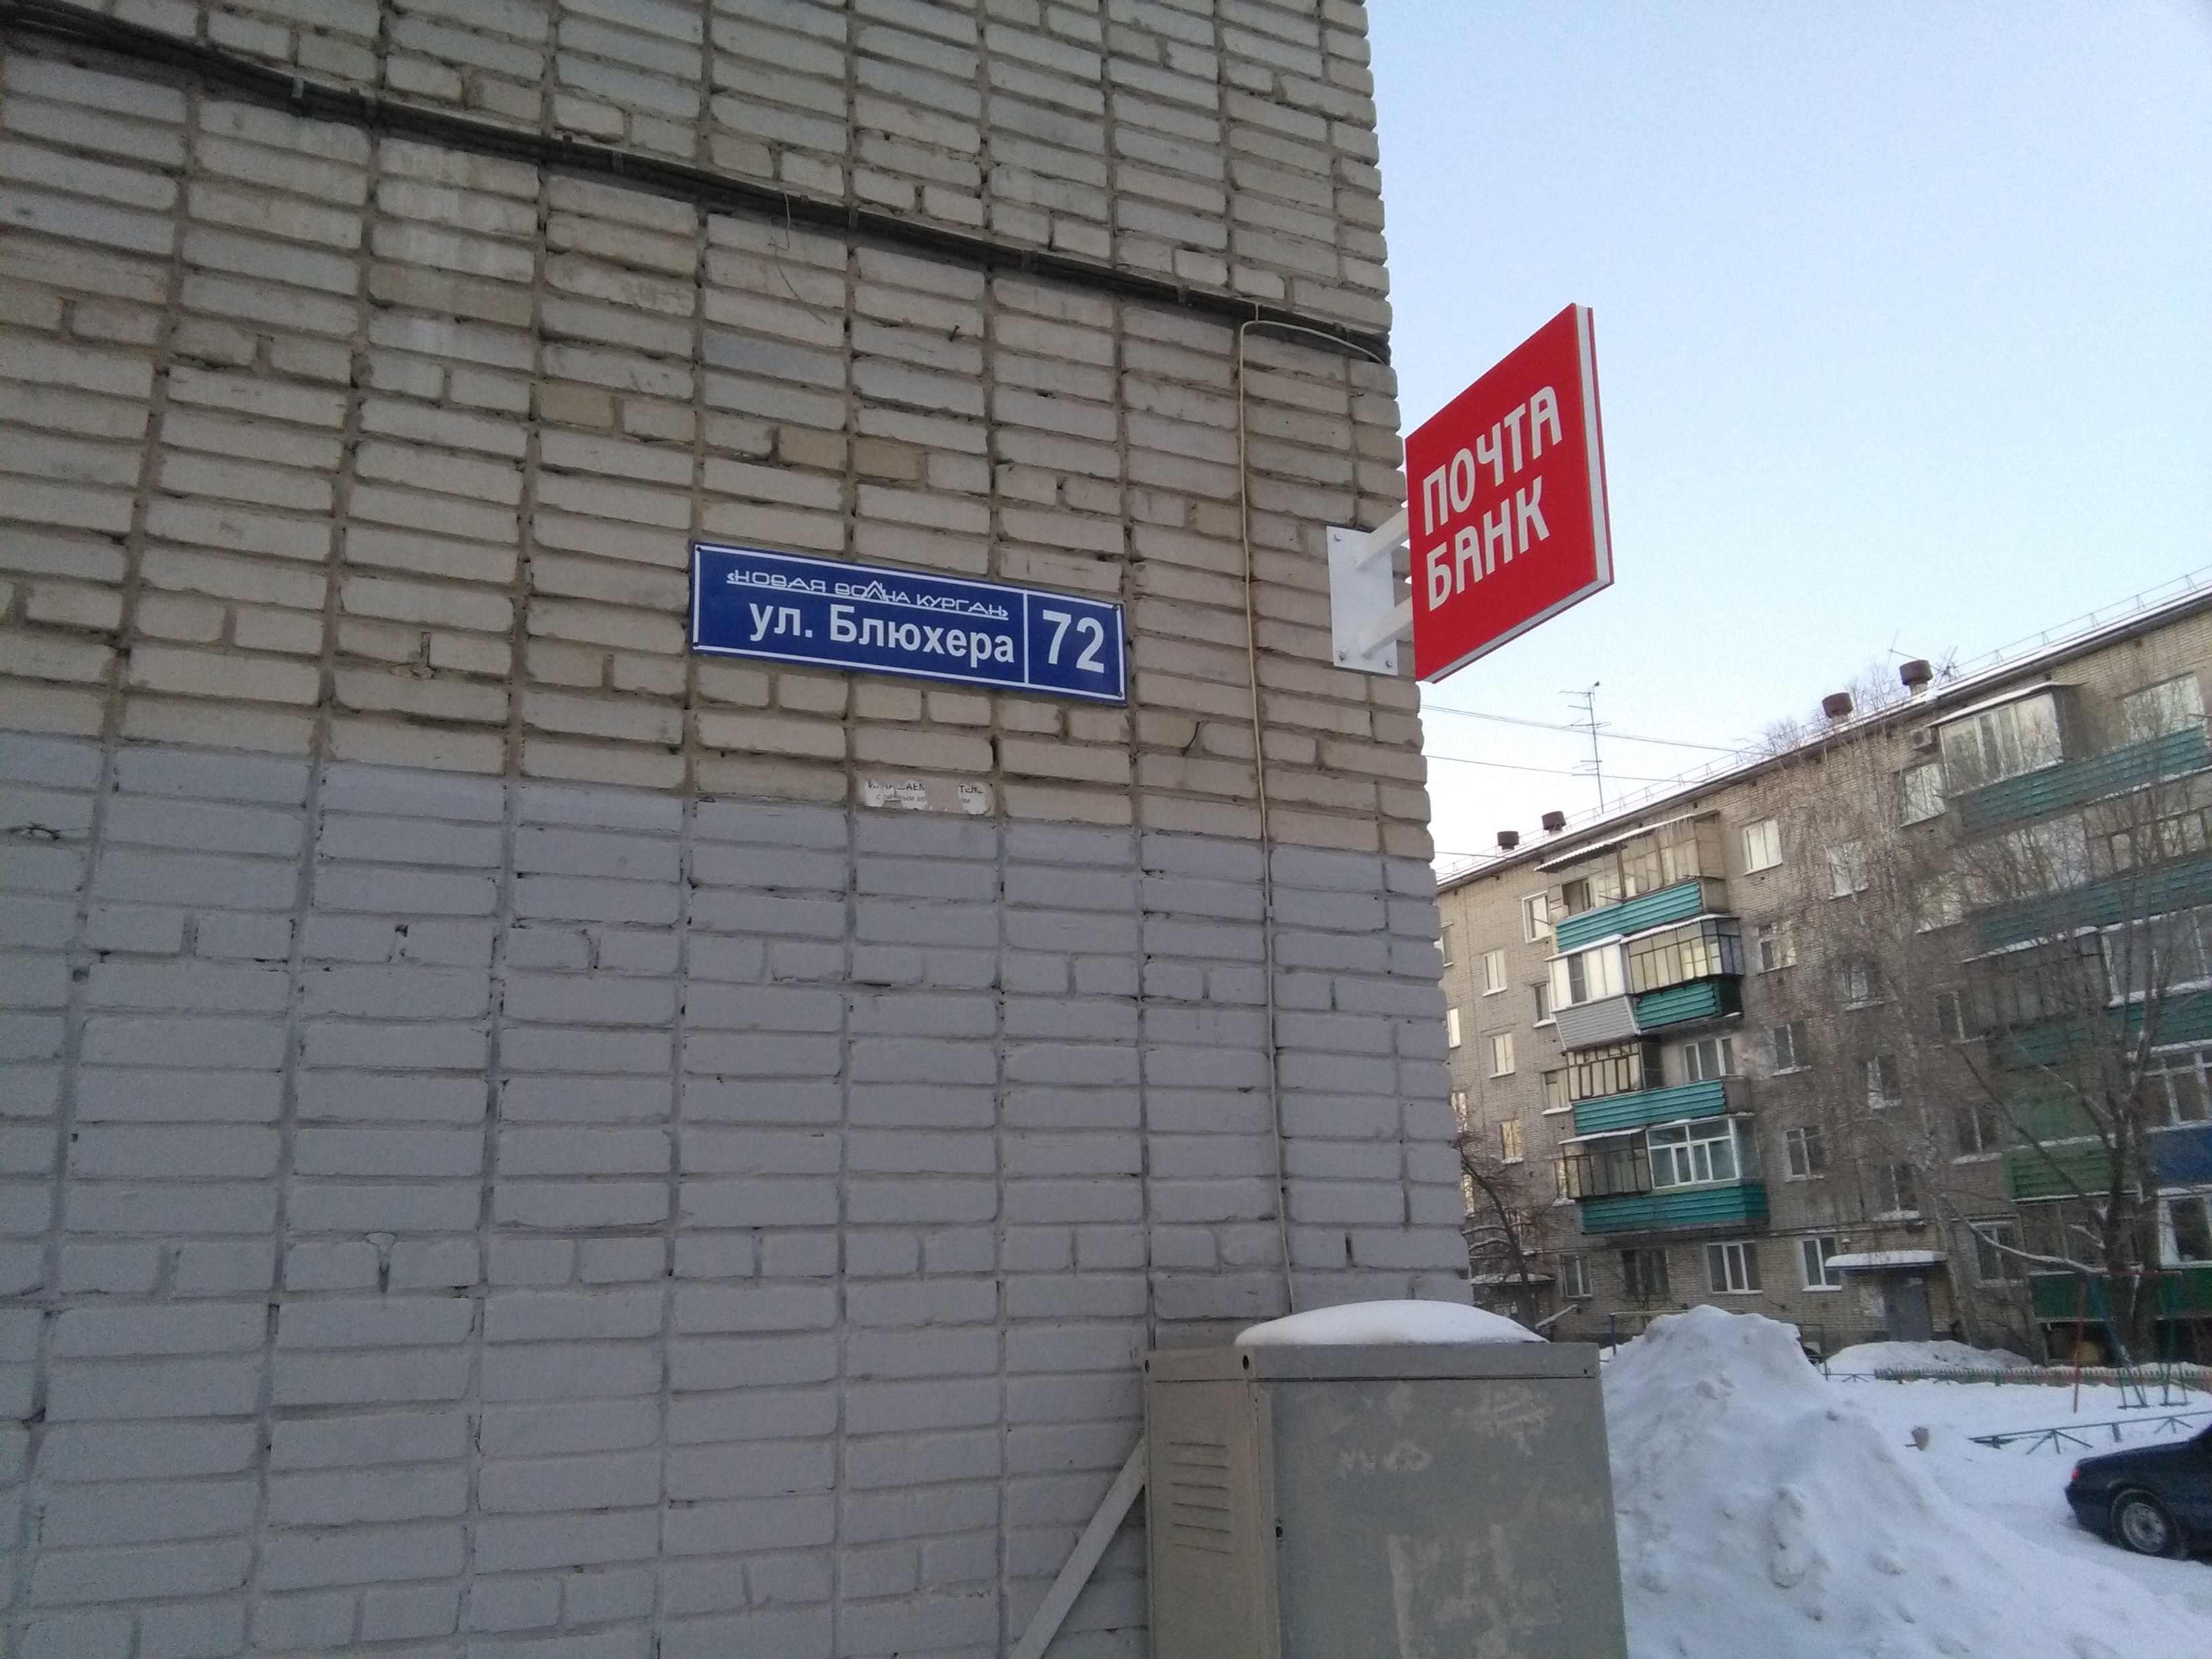 «НОВАЯ ВОЛНА КУРГАН»
ул. Блюхера
72
ПОЧТА
БАНК